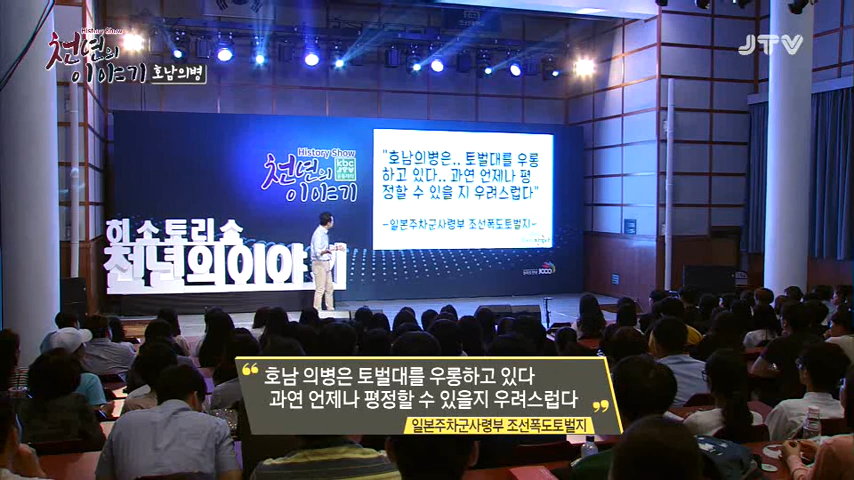 History Show
천년의
이야기 호남의병
JTV
History Show
천년의
이야기
kbc
"호남의병은.. 토벌대를 우롱
하고 있다.. 과연 언제나 평
정할 수 있을 지 우려스럽다"
-일본주차군사령부 조선폭도토벌지-
히스토리쇼
천년의이야기
“ 호남 의병은 토벌대를 우롱하고 있다
과연 언제나 평정할 수 있을지 우려스럽다 ”
일본주차군사령부 조선폭도토벌지